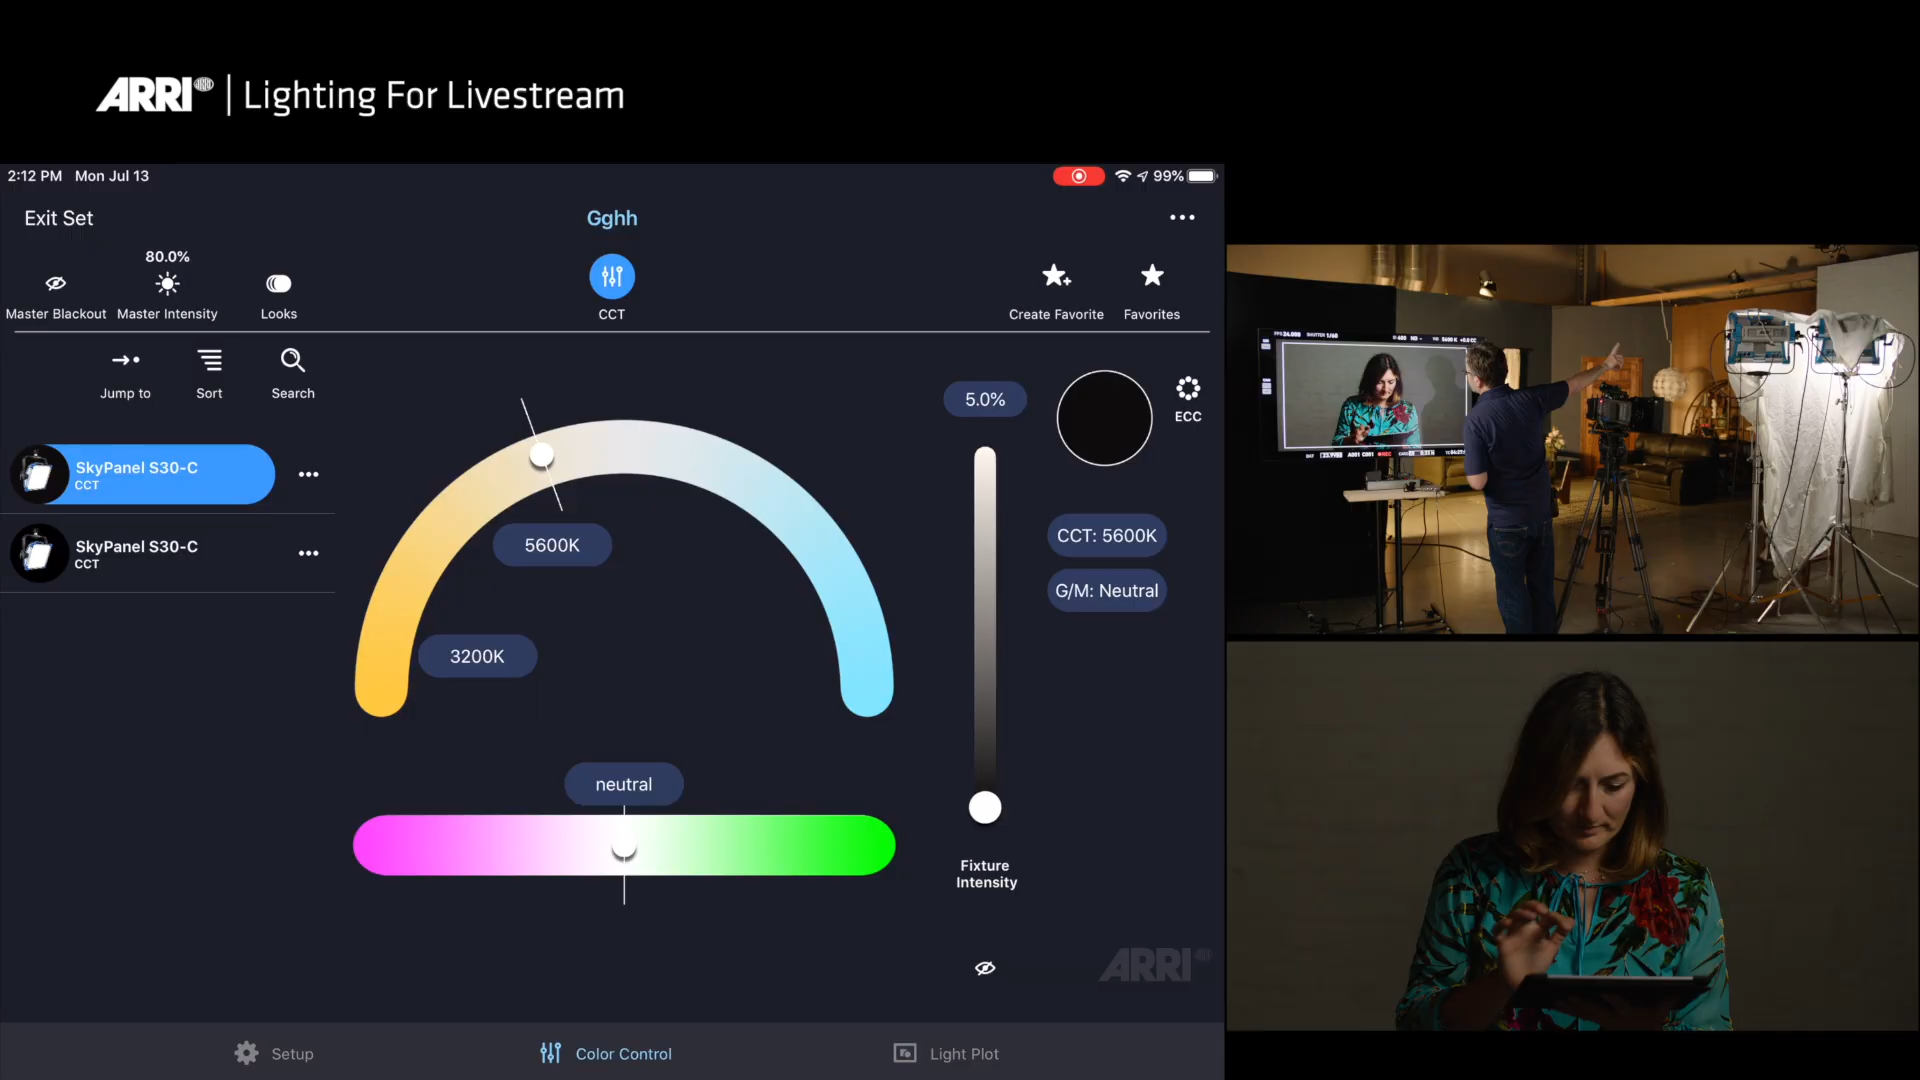 ARRI | Lighting For Livestream
2:12 PM Mon Jul 13
99%
Exit Set
Gghh
80.0%
Master Blackout
Master Intensity
Looks
CCT
Create Favorite
Favorites
Jump to
Sort
Search
5.0%
ECC
SkyPanel S30-C
CCT
5600K
CCT: 5600K
SkyPanel S30-C
CCT
G/M: Neutral
3200K
neutral
Fixture
Intensity
ARRI
Setup
Color Control
Light Plot